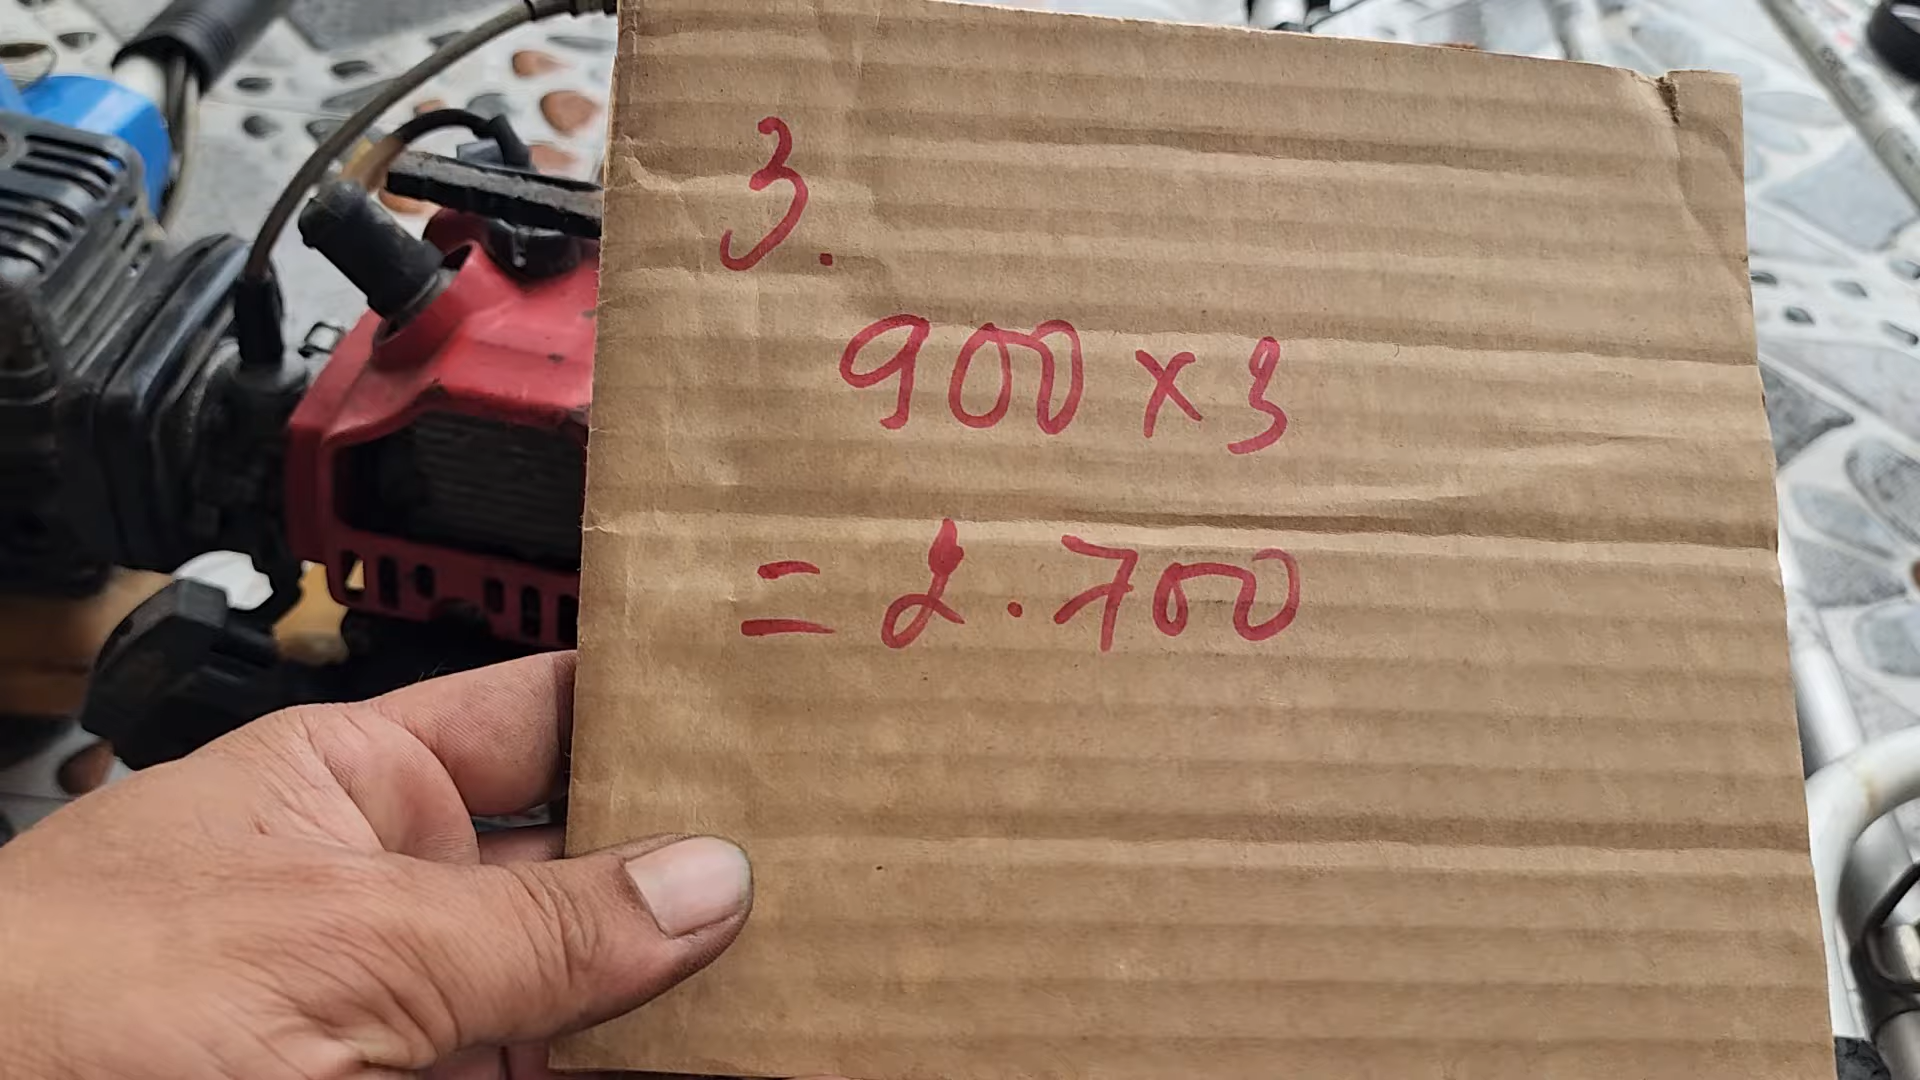 3.
900 x 3
= 2.700